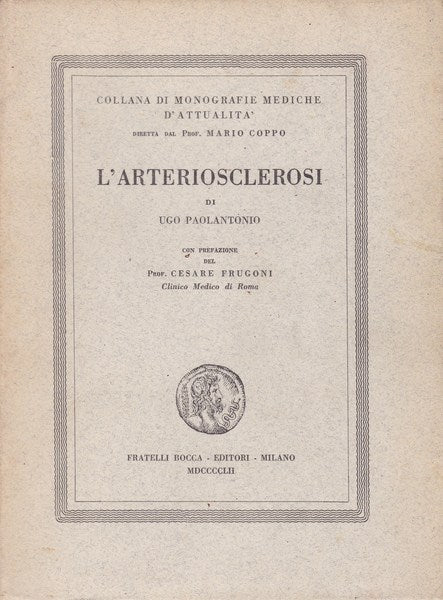 COLLANA DI MONOGRAFIE MEDICHE
D'ATTUALITA'
DIRETTA DAL PROF. MARIO COPPO
L'ARTERIOSCLEROSI
DI
UGO PAOLANTONIO
CON PREFAZIONE
DEL
PROF. CESARE FRUGONI
Clinico Medico di Roma
FRATELLI BOCCA - EDITORI - MILANO
MDCCCCLII